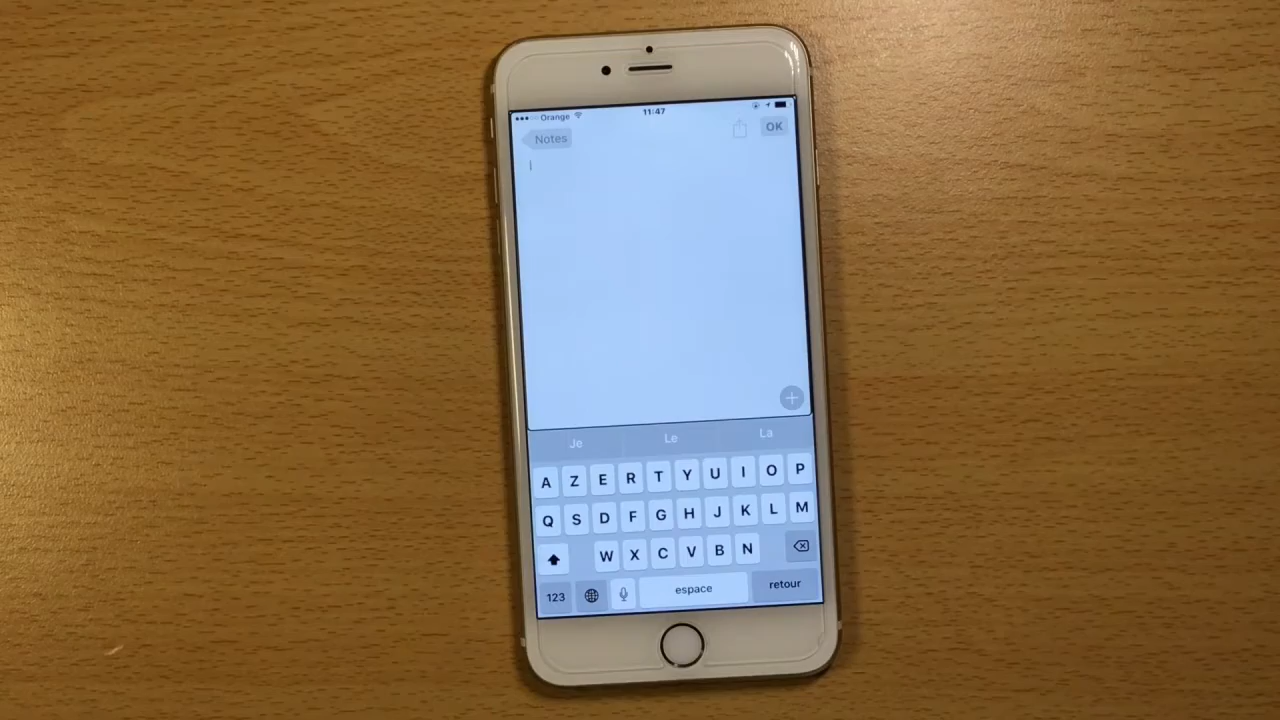 Orange 11:47
Notes OK
Je Le La
A Z E R T Y U I O P
Q S D F G H J K L M
W X C V B N
123 espace retour